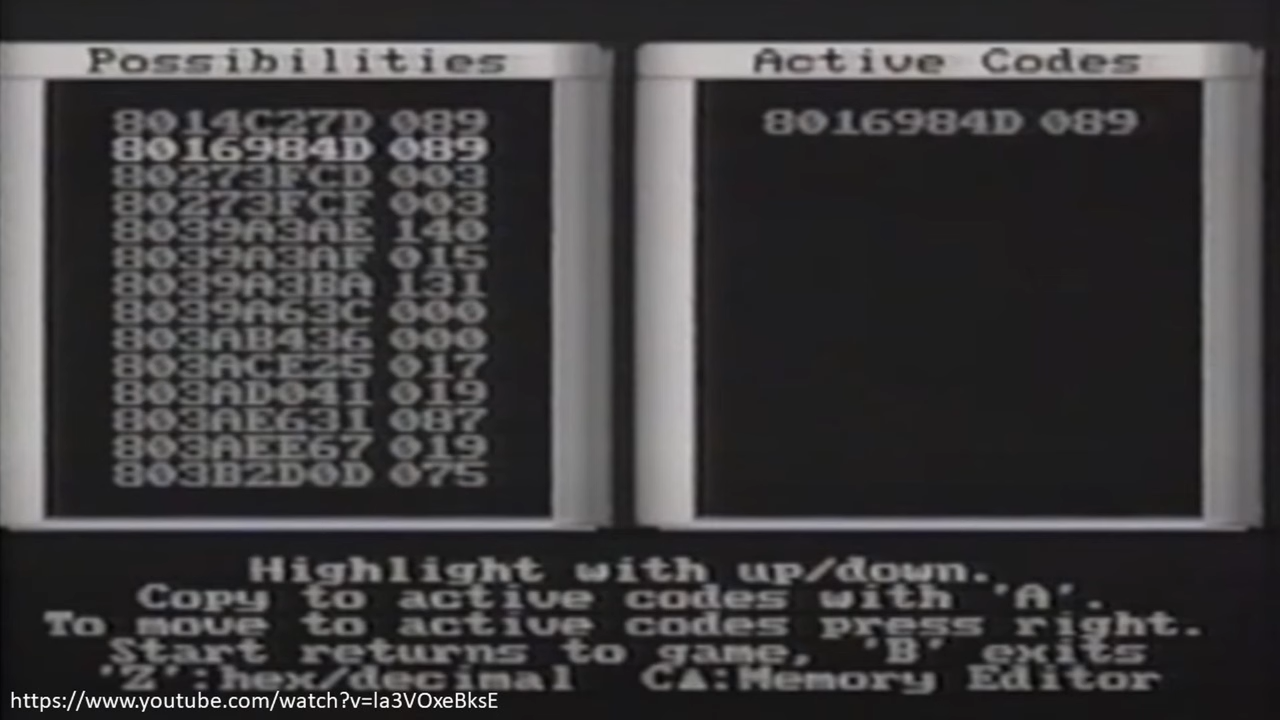 Possibilities
8014C27D 089
8016984D 089
80273FCD 003
80273FCF 003
8039A3AE 140
8039A3AF 015
8039A3BA 131
8039A63C 000
803AB436 000
803ACE25 017
803AD041 019
803AE631 087
803AEE67 019
803B2D0D 075
Active Codes
8016984D 089
Highlight with up/down.
Copy to active codes with 'A'.
To move to active codes press right.
Start returns to game, 'B' exits
'Z':hex/decimal C▲:Memory Editor
https://www.youtube.com/watch?v=la3VOxeBksE